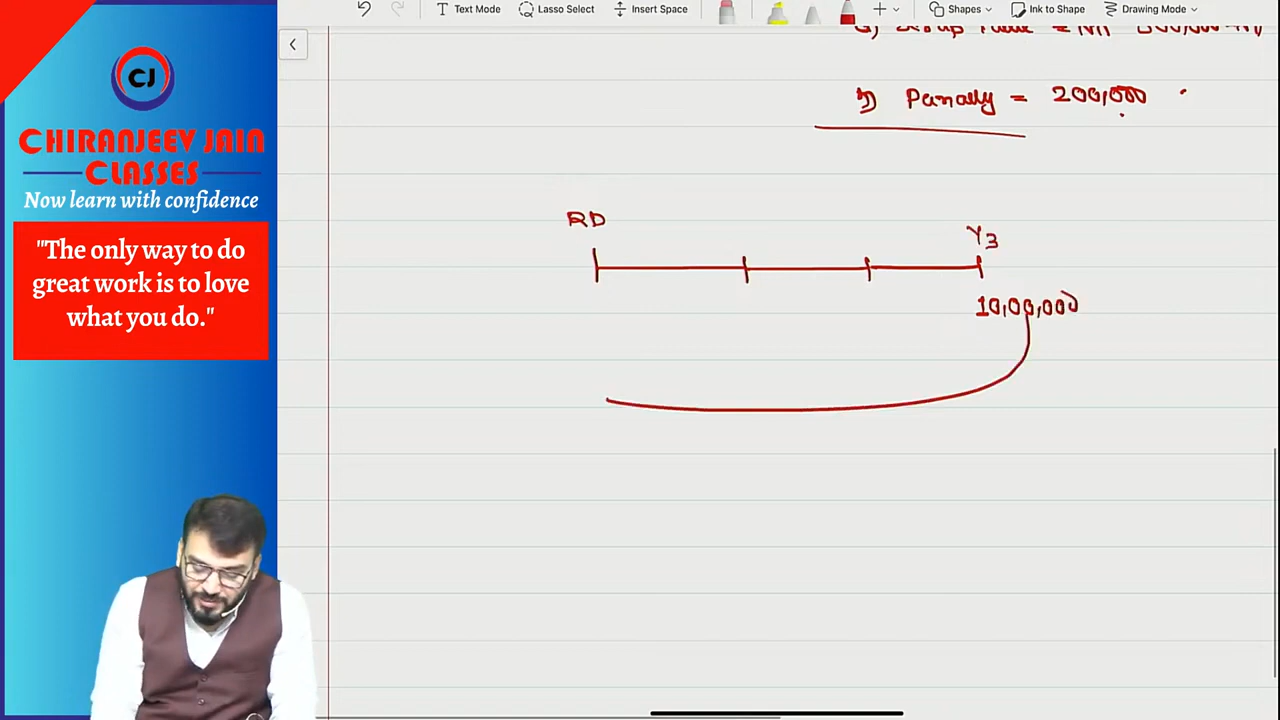 Text Mode
Lasso Select
Insert Space
Shapes
Ink to Shape
Drawing Mode
CJ
CHIRANJEEV JAIN
CLASSES
Now learn with confidence
"The only way to do
great work is to love
what you do."
Penalty = 200,000
RD
Y3
10,00,000